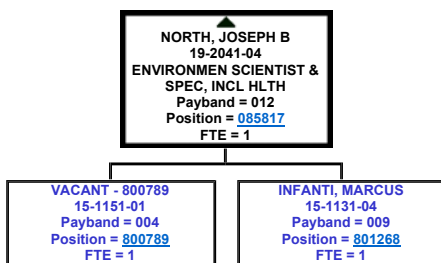 NORTH, JOSEPH B
19-2041-04
ENVIRONMEN SCIENTIST &
SPEC, INCL HLTH
Payband = 012
Position = 085817
FTE = 1
VACANT - 800789
15-1151-01
Payband = 004
Position = 800789
FTE = 1
INFANTI, MARCUS
15-1131-04
Payband = 009
Position = 801268
FTE = 1